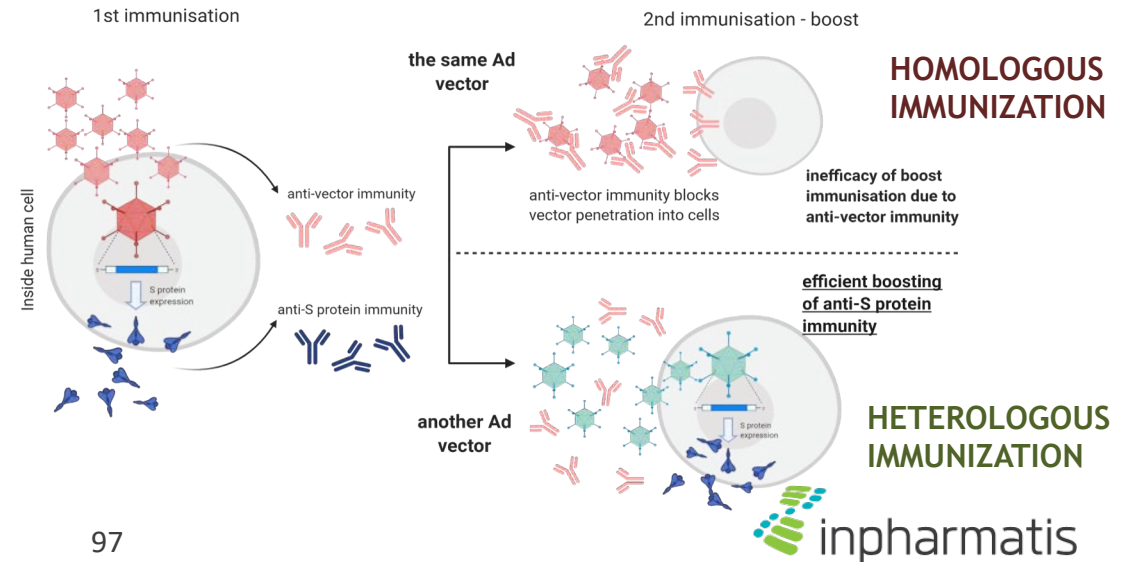 1st immunisation
Inside human cell
S protein
expression
anti-vector immunity
anti-S protein immunity
2nd immunisation - boost
the same Ad
vector
HOMOLOGOUS
IMMUNIZATION
anti-vector immunity blocks
vector penetration into cells
inefficacy of boost
immunisation due to
anti-vector immunity
efficient boosting
of anti-S protein
immunity
another Ad
vector
S protein
expression
HETEROLOGOUS
IMMUNIZATION
97
inpharmatis